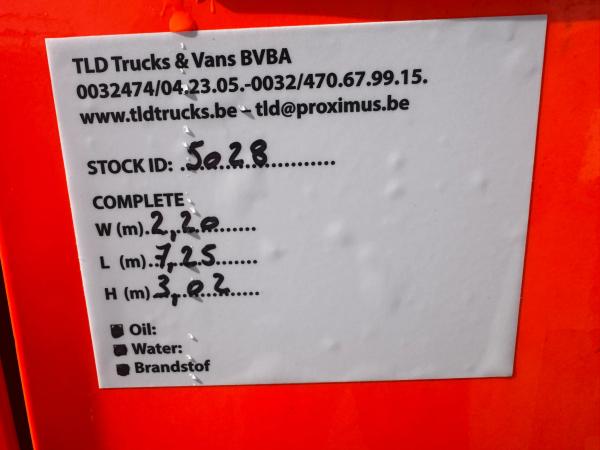 TLD Trucks & Vans BVBA
0032474/04.23.05.-0032/470.67.99.15.
www.tldtrucks.be - tld@proximus.be
STOCK ID: 5028
COMPLETE
W (m) 2,20
L (m) 7,25
H (m) 3,02
Oil:
Water:
Brandstof